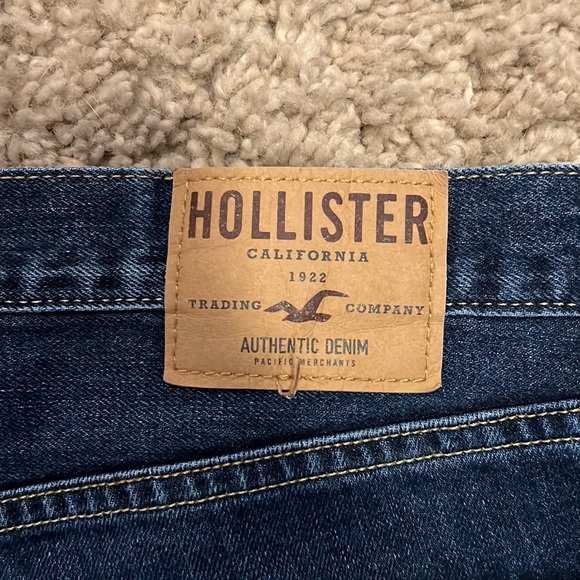 HOLLISTER
CALIFORNIA
1922
TRADING COMPANY
AUTHENTIC DENIM
PACIFIC MERCHANTS